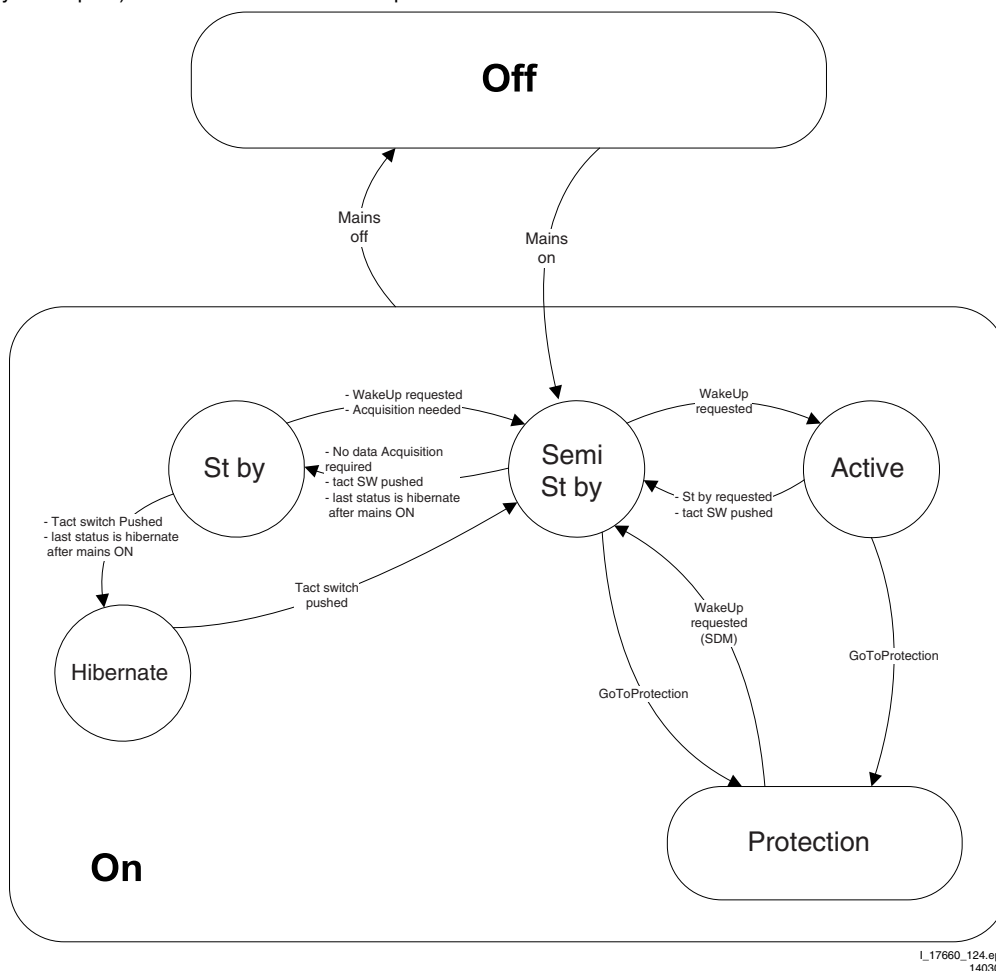 Off
Mains
off
Mains
on
- WakeUp requested
- Acquisition needed
WakeUp
requested
St by
- No data Acquisition
required
- tact SW pushed
- last status is hibernate
after mains ON
Semi
St by
Active
- St by requested
- tact SW pushed
- Tact switch Pushed
- last status is hibernate
after mains ON
Tact switch
pushed
WakeUp
requested
(SDM)
Hibernate
GoToProtection
GoToProtection
Protection
On